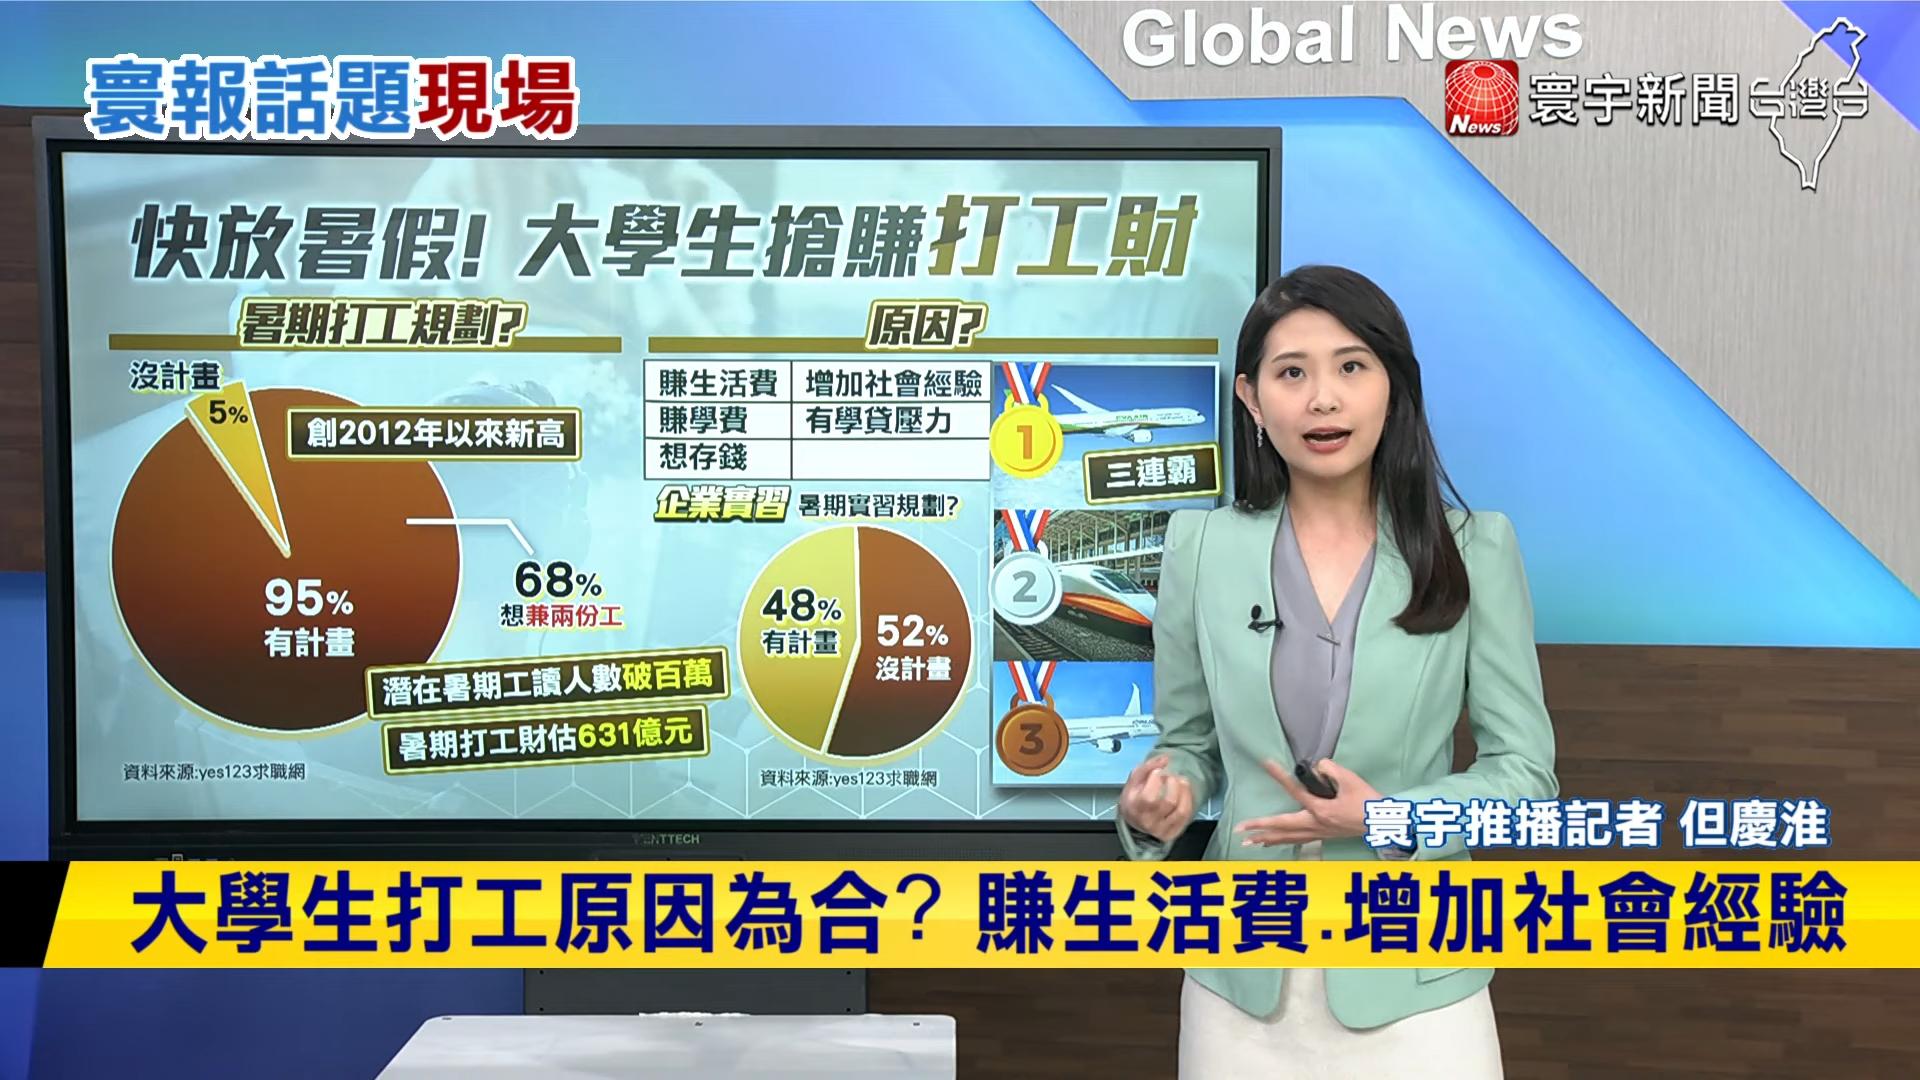 Global News
寰報話題現場
News
寰宇新聞
台灣
快放暑假! 大學生搶賺打工財
暑期打工規劃?
原因?
沒計畫
5%
創2012年以來新高
95%
有計畫
68%
想兼兩份工
潛在暑期工讀人數破百萬
暑期打工財估631億元
資料來源:yes123求職網
賺生活費 增加社會經驗
賺學費 有學貸壓力
想存錢
企業實習 暑期實習規劃?
48%
有計畫
52%
沒計畫
資料來源:yes123求職網
1
EVA AIR
三連霸
2
3
寰宇推播記者 但慶淮
大學生打工原因為合? 賺生活費.增加社會經驗